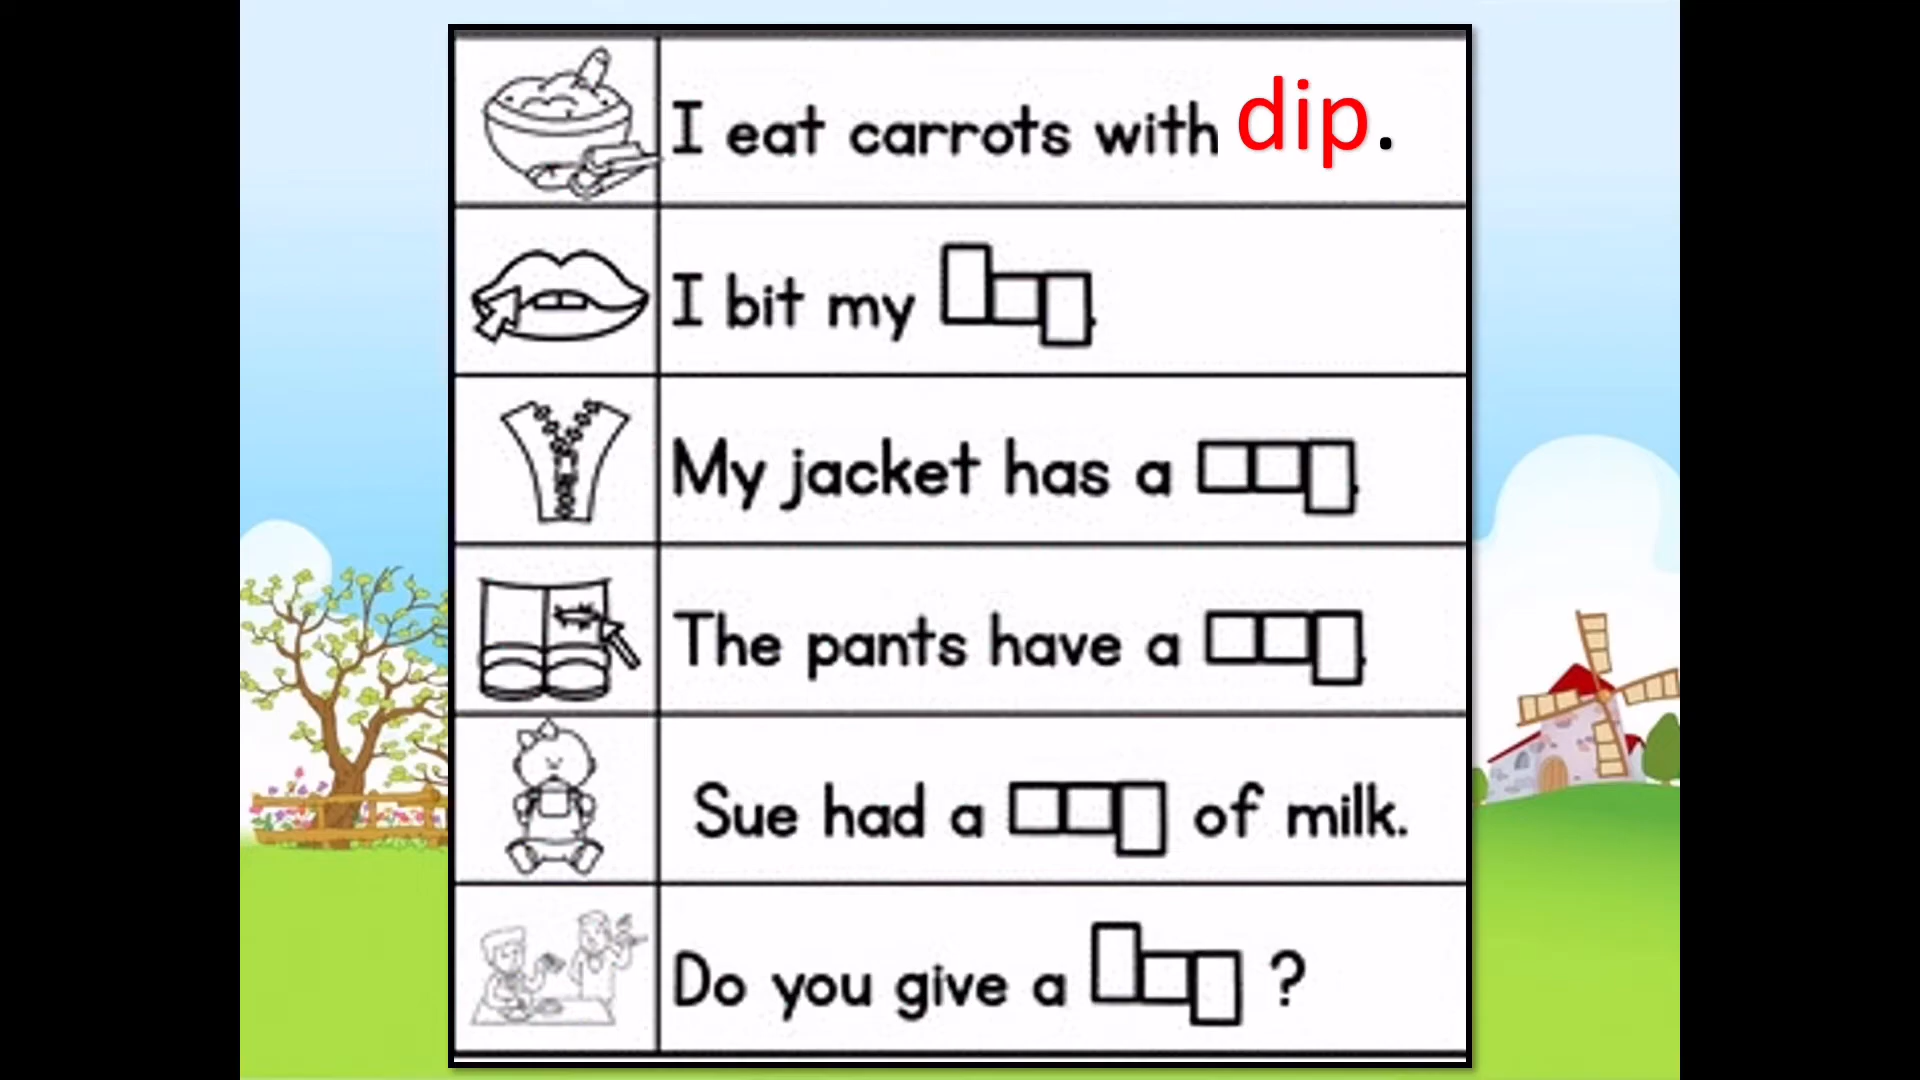 I eat carrots with dip.
I bit my .
My jacket has a .
The pants have a .
Sue had a of milk.
Do you give a ?